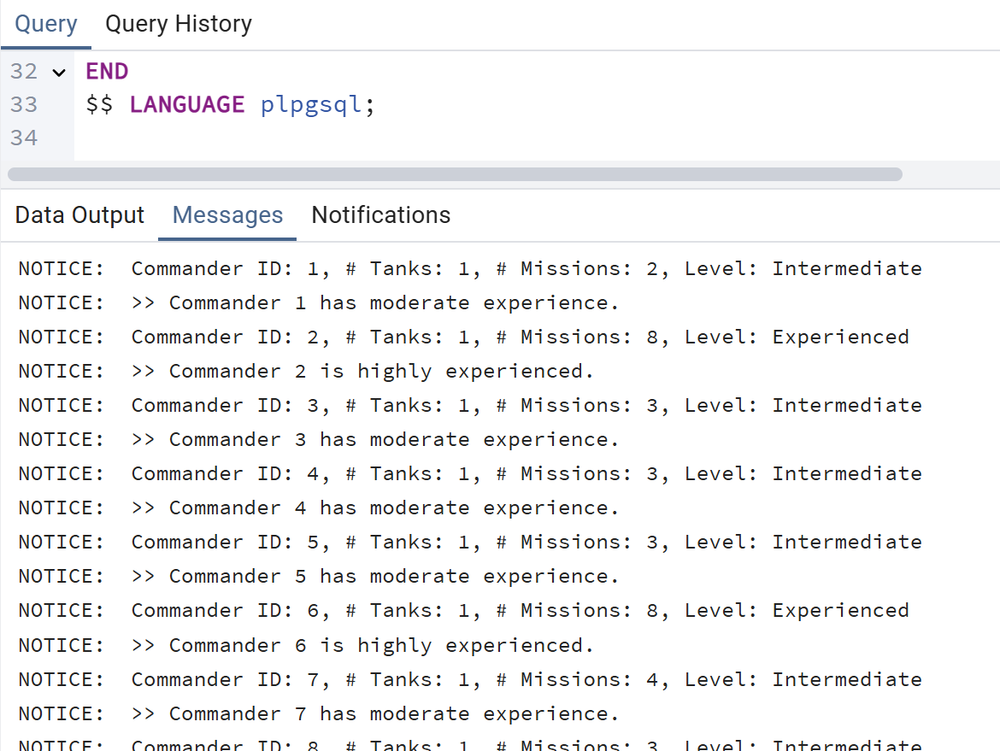 Query Query History
32 END
33 $$ LANGUAGE plpgsql;
34
Data Output Messages Notifications
NOTICE:  Commander ID: 1, # Tanks: 1, # Missions: 2, Level: Intermediate
NOTICE:  >> Commander 1 has moderate experience.
NOTICE:  Commander ID: 2, # Tanks: 1, # Missions: 8, Level: Experienced
NOTICE:  >> Commander 2 is highly experienced.
NOTICE:  Commander ID: 3, # Tanks: 1, # Missions: 3, Level: Intermediate
NOTICE:  >> Commander 3 has moderate experience.
NOTICE:  Commander ID: 4, # Tanks: 1, # Missions: 3, Level: Intermediate
NOTICE:  >> Commander 4 has moderate experience.
NOTICE:  Commander ID: 5, # Tanks: 1, # Missions: 3, Level: Intermediate
NOTICE:  >> Commander 5 has moderate experience.
NOTICE:  Commander ID: 6, # Tanks: 1, # Missions: 8, Level: Experienced
NOTICE:  >> Commander 6 is highly experienced.
NOTICE:  Commander ID: 7, # Tanks: 1, # Missions: 4, Level: Intermediate
NOTICE:  >> Commander 7 has moderate experience.
NOTICE:  Commander ID: 8, # Tanks: 1, # Missions: 3, Level: Intermediate